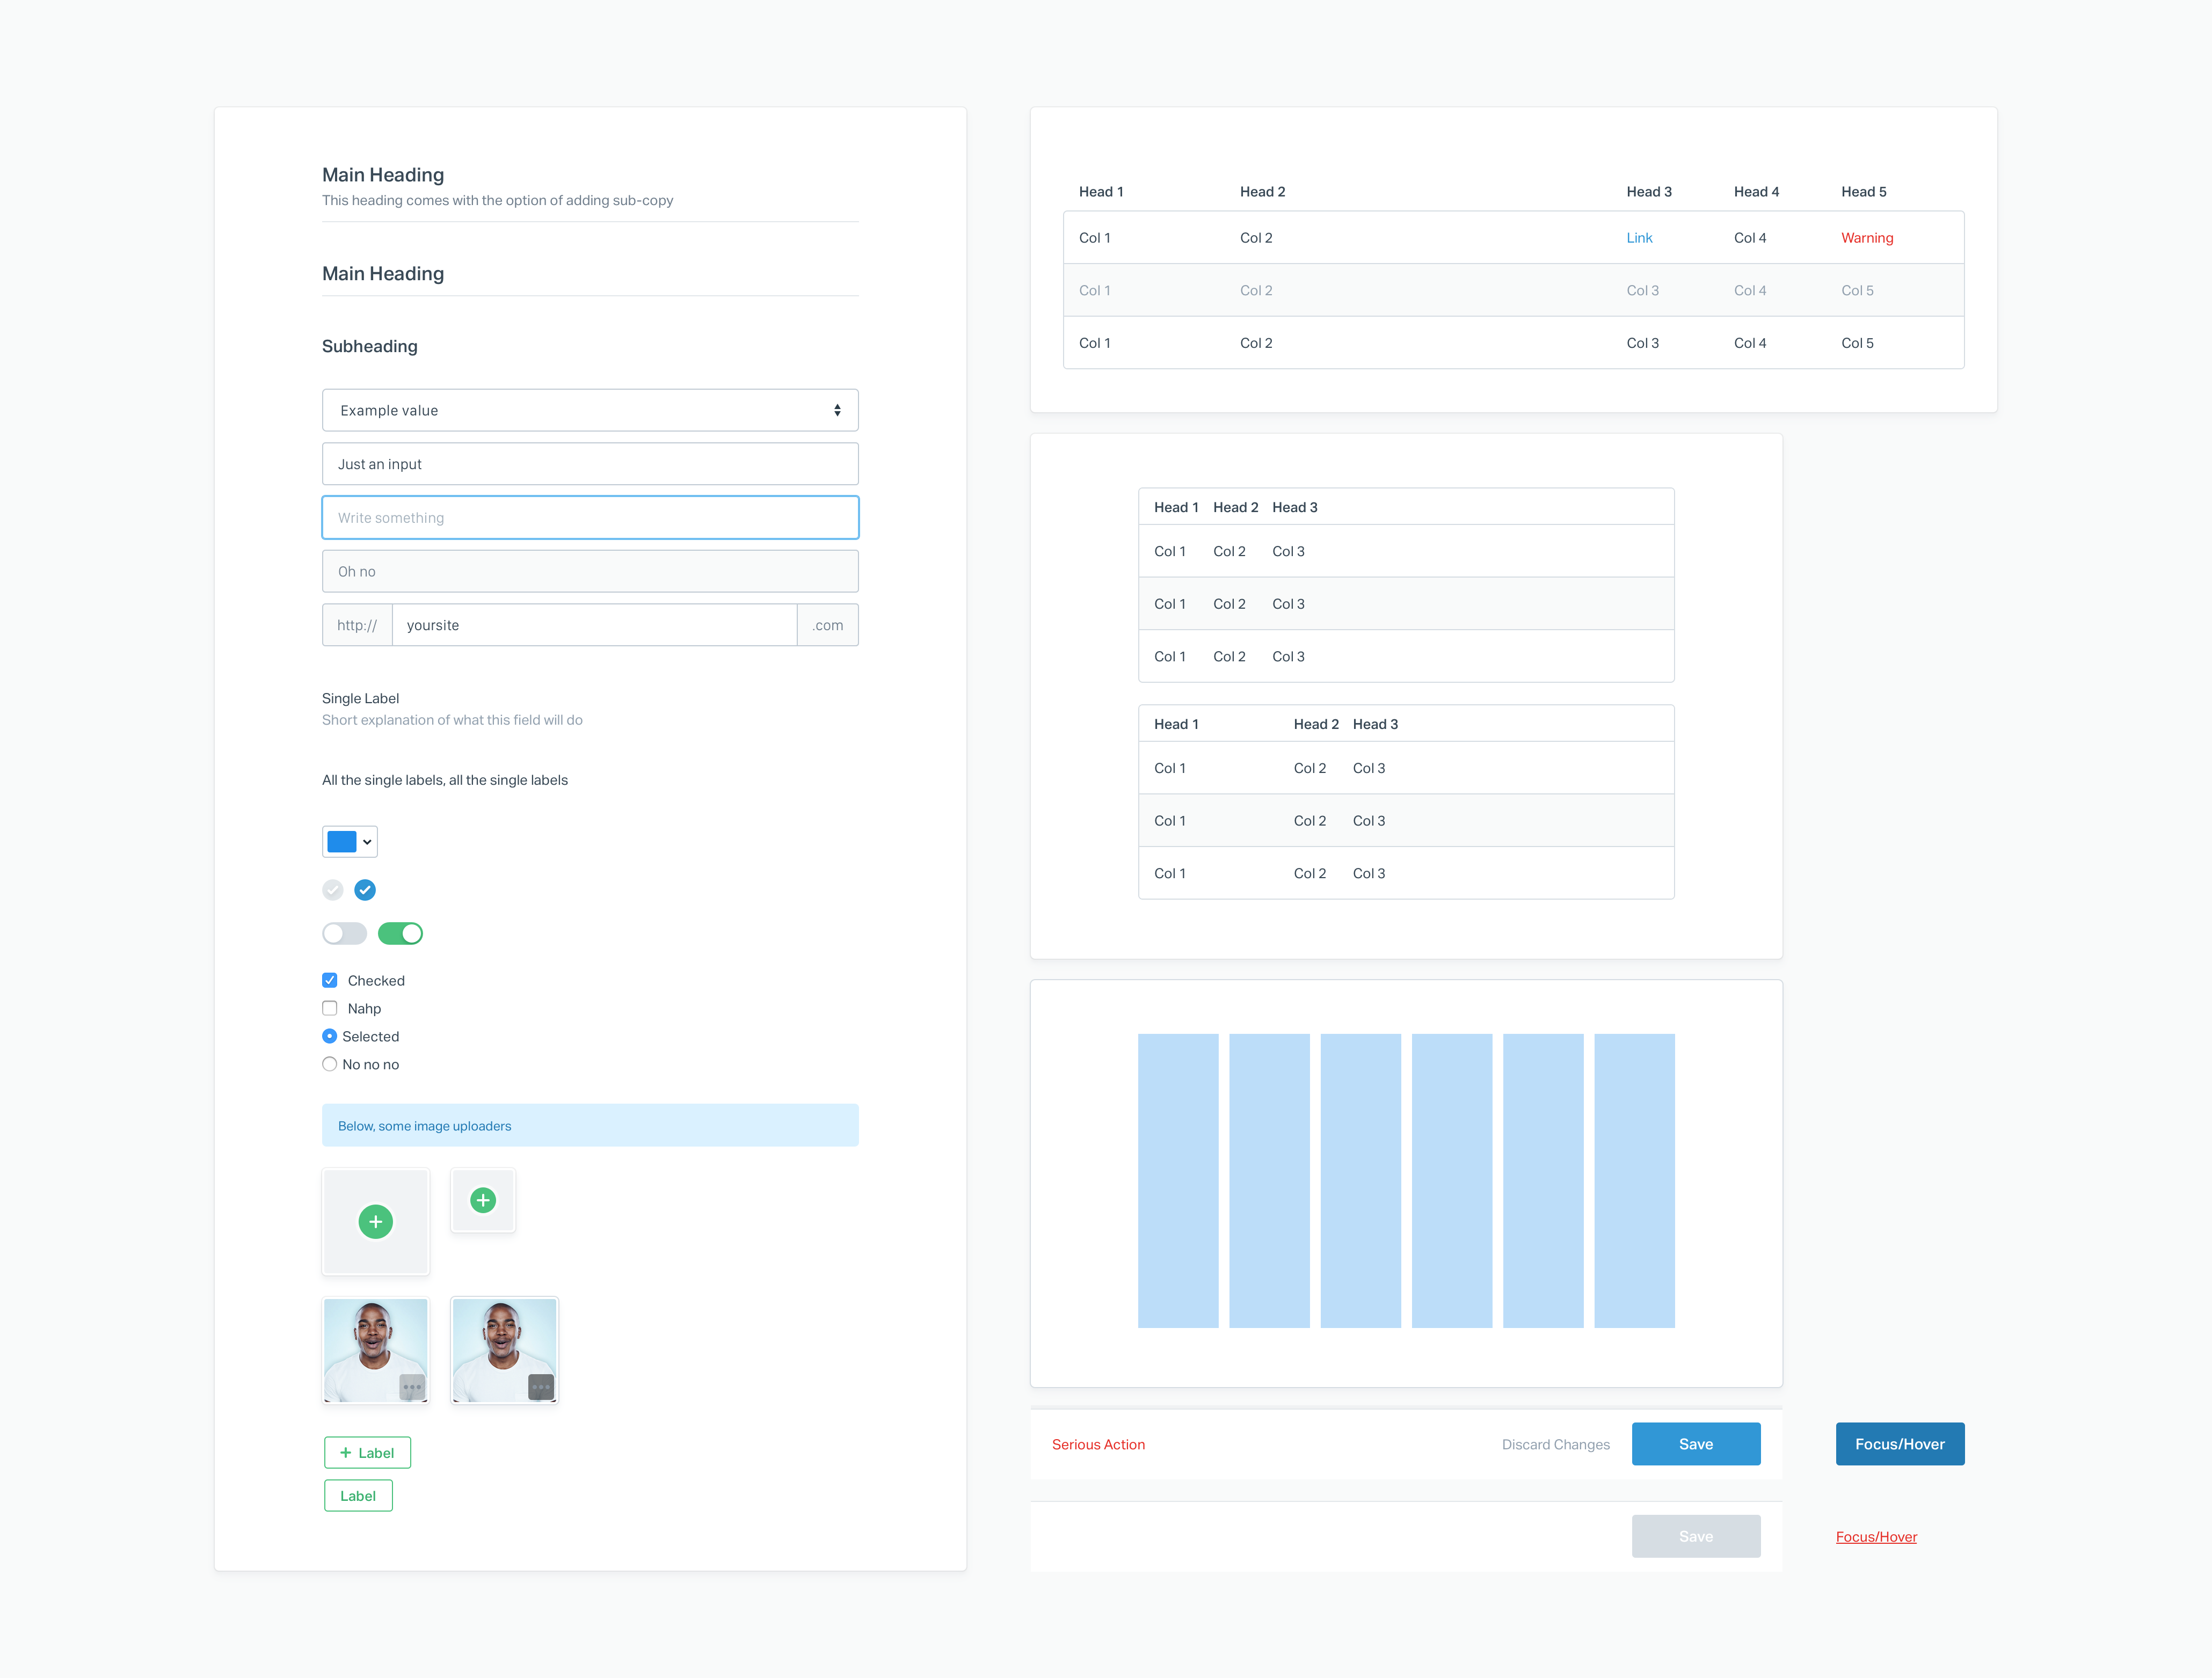 Main Heading
This heading comes with the option of adding sub-copy
Main Heading
Subheading
Example value
Just an input
Write something
Oh no
http:// yoursite .com
Single Label
Short explanation of what this field will do
All the single labels, all the single labels
Checked
Nahp
Selected
No no no
Below, some image uploaders
+ Label
Label
Head 1 Head 2 Head 3 Head 4 Head 5
Col 1 Col 2 Link Col 4 Warning
Col 1 Col 2 Col 3 Col 4 Col 5
Col 1 Col 2 Col 3 Col 4 Col 5
Head 1 Head 2 Head 3
Col 1 Col 2 Col 3
Col 1 Col 2 Col 3
Col 1 Col 2 Col 3
Head 1 Head 2 Head 3
Col 1 Col 2 Col 3
Col 1 Col 2 Col 3
Col 1 Col 2 Col 3
Serious Action Discard Changes Save Focus/Hover
Save Focus/Hover